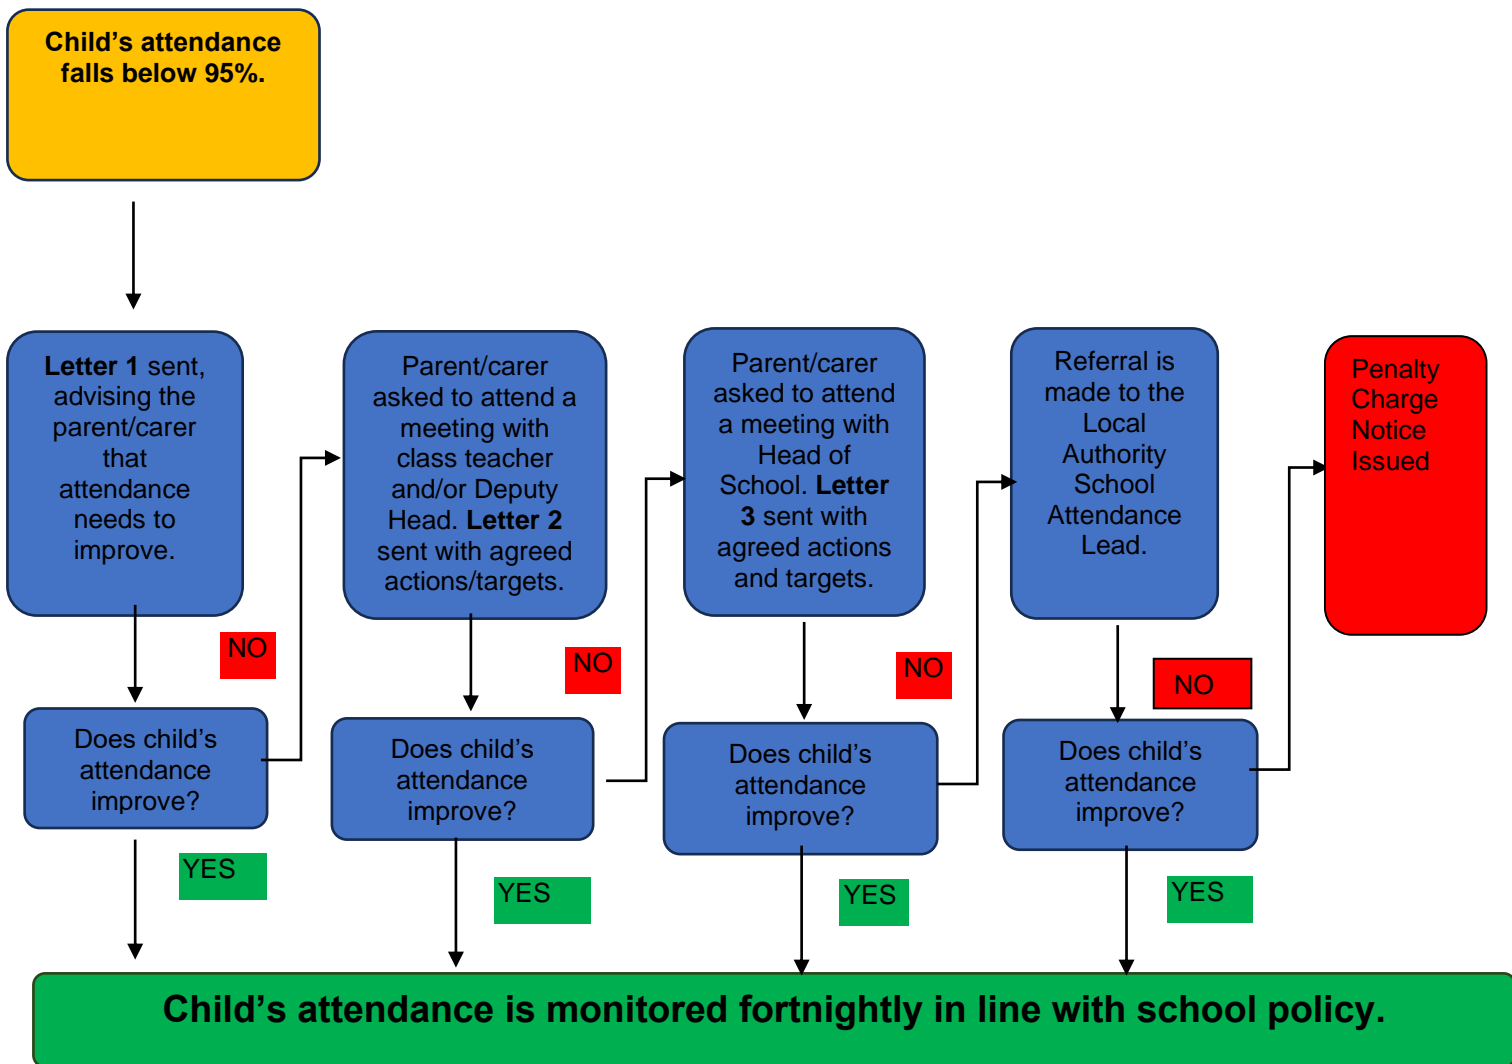 Child’s attendance
falls below 95%.
Letter 1 sent,
advising the
parent/carer
that
attendance
needs to
improve.
Parent/carer
asked to attend a
meeting with
class teacher
and/or Deputy
Head. Letter 2
sent with agreed
actions/targets.
Parent/carer
asked to attend
a meeting with
Head of
School. Letter
3 sent with
agreed actions
and targets.
Referral is
made to the
Local
Authority
School
Attendance
Lead.
Penalty
Charge
Notice
Issued
NO
NO
NO
NO
Does child’s
attendance
improve?
Does child’s
attendance
improve?
Does child’s
attendance
improve?
Does child’s
attendance
improve?
YES
YES
YES
YES
Child’s attendance is monitored fortnightly in line with school policy.